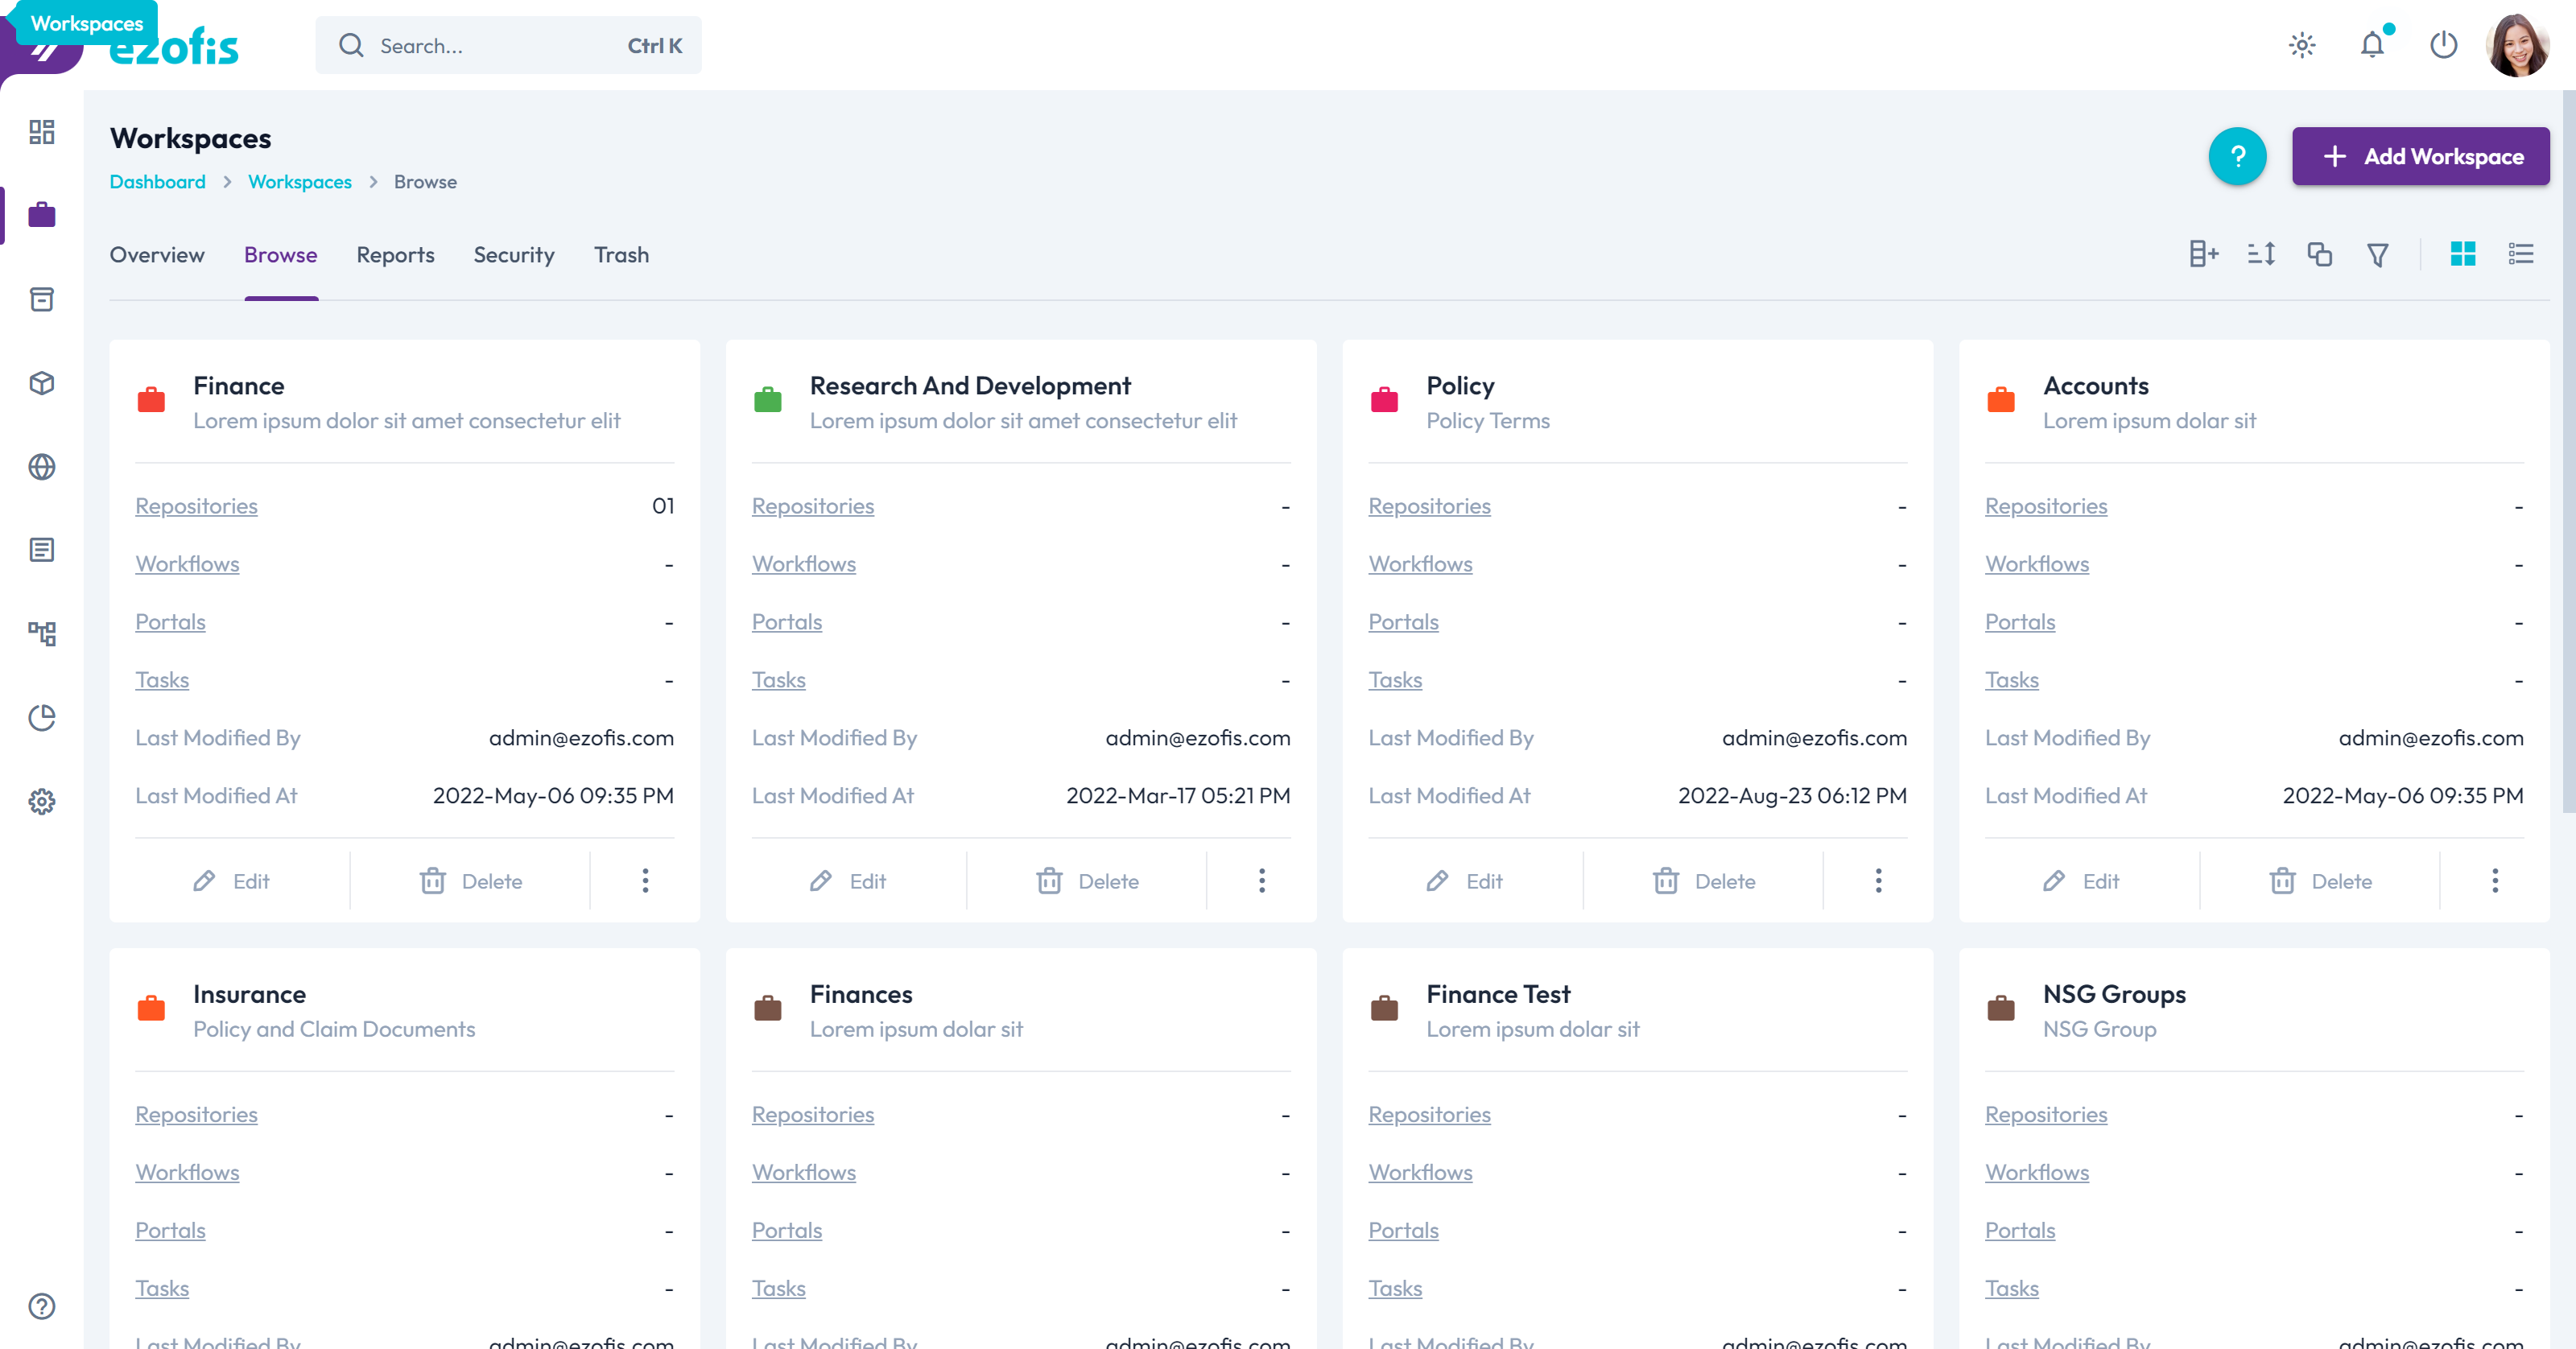 Workspaces
ezofis
Search...
Ctrl K
Workspaces
Dashboard > Workspaces > Browse
?
+ Add Workspace
Overview Browse Reports Security Trash
Finance
Lorem ipsum dolor sit amet consectetur elit
Repositories 01
Workflows -
Portals -
Tasks -
Last Modified By admin@ezofis.com
Last Modified At 2022-May-06 09:35 PM
Edit Delete
Research And Development
Lorem ipsum dolor sit amet consectetur elit
Repositories -
Workflows -
Portals -
Tasks -
Last Modified By admin@ezofis.com
Last Modified At 2022-Mar-17 05:21 PM
Edit Delete
Policy
Policy Terms
Repositories -
Workflows -
Portals -
Tasks -
Last Modified By admin@ezofis.com
Last Modified At 2022-Aug-23 06:12 PM
Edit Delete
Accounts
Lorem ipsum dolar sit
Repositories -
Workflows -
Portals -
Tasks -
Last Modified By admin@ezofis.com
Last Modified At 2022-May-06 09:35 PM
Edit Delete
Insurance
Policy and Claim Documents
Repositories -
Workflows -
Portals -
Tasks -
Last Modified By admin@ezofis.com
Finances
Lorem ipsum dolar sit
Repositories -
Workflows -
Portals -
Tasks -
Last Modified By admin@ezofis.com
Finance Test
Lorem ipsum dolar sit
Repositories -
Workflows -
Portals -
Tasks -
Last Modified By admin@ezofis.com
NSG Groups
NSG Group
Repositories -
Workflows -
Portals -
Tasks -
Last Modified By admin@ezofis.com